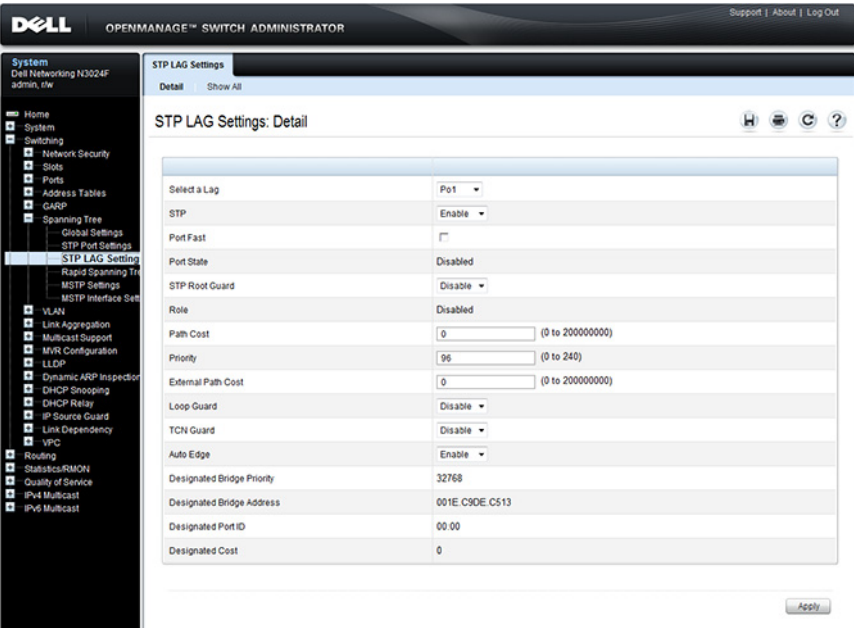 Support | About | Log Out
DELL
OPENMANAGE™ SWITCH ADMINISTRATOR
System
Dell Networking N3024F
admin, r/w
Home
System
Switching
Network Security
Slots
Ports
Address Tables
GARP
Spanning Tree
Global Settings
STP Port Settings
STP LAG Setting
Rapid Spanning Tre
MSTP Settings
MSTP Interface Sett
VLAN
Link Aggregation
Multicast Support
MVR Configuration
LLDP
Dynamic ARP Inspection
DHCP Snooping
DHCP Relay
IP Source Guard
Link Dependency
VPC
Routing
Statistics/RMON
Quality of Service
IPv4 Multicast
IPv6 Multicast
STP LAG Settings
Detail Show All
STP LAG Settings: Detail
?
Select a Lag Po1
STP Enable
Port Fast
Port State Disabled
STP Root Guard Disable
Role Disabled
Path Cost 0 (0 to 200000000)
Priority 96 (0 to 240)
External Path Cost 0 (0 to 200000000)
Loop Guard Disable
TCN Guard Disable
Auto Edge Enable
Designated Bridge Priority 32768
Designated Bridge Address 001E.C9DE.C513
Designated Port ID 00:00
Designated Cost 0
Apply